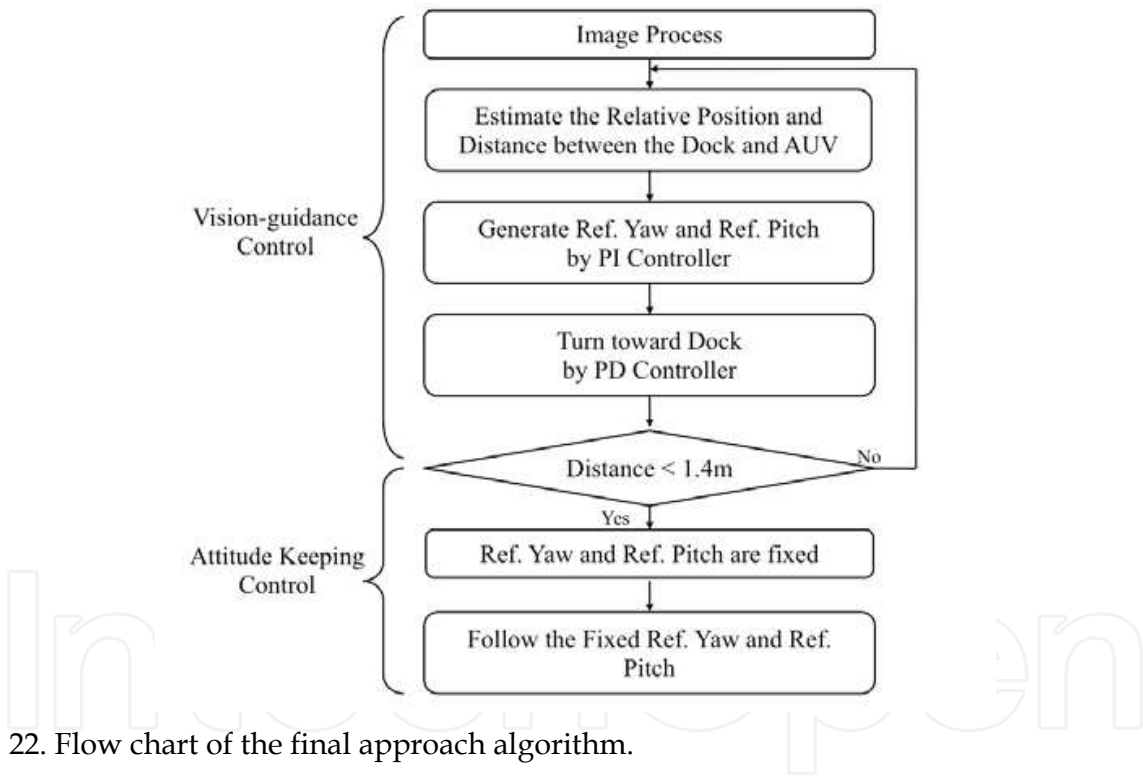 Image Process
Estimate the Relative Position and
Distance between the Dock and AUV
Vision-guidance
Control
Generate Ref. Yaw and Ref. Pitch
by PI Controller
Turn toward Dock
by PD Controller
Distance < 1.4m
No
Yes
Attitude Keeping
Control
Ref. Yaw and Ref. Pitch are fixed
Follow the Fixed Ref. Yaw and Ref.
Pitch
22. Flow chart of the final approach algorithm.